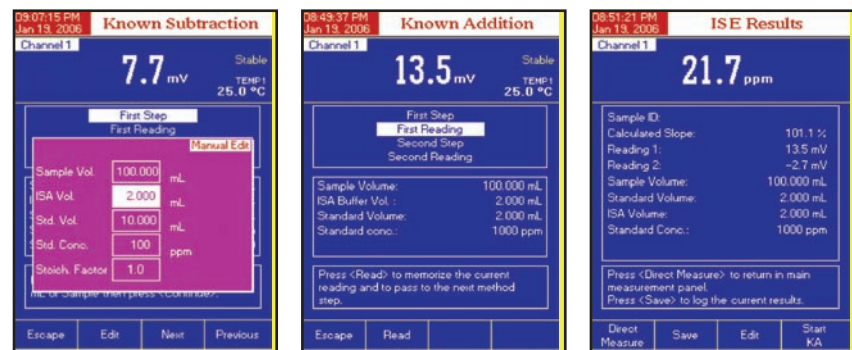 09:07:15 PM
Jan 19, 2006
Known Subtraction
Channel 1
7.7 mV
Stable
TEMP1
25.0 °C
First Step
First Reading
Manual Edit
Sample Vol. 100.000 mL
ISA Vol. 2.000 mL
Std. Vol. 10.000 mL
Std. Conc. 100 ppm
Stoich. Factor 1.0
mL of Sample then press <Continue>.
Escape Edit Next Previous
08:49:37 PM
Jan 19, 2006
Known Addition
Channel 1
13.5 mV
Stable
TEMP1
25.0 °C
First Step
First Reading
Second Step
Second Reading
Sample Volume: 100.000 mL
ISA Buffer Vol. : 2.000 mL
Standard Volume: 2.000 mL
Standard conc.: 1000 ppm
Press <Read> to memorize the current
reading and to pass to the next method
step.
Escape Read
08:51:21 PM
Jan 19, 2006
ISE Results
Channel 1
21.7 ppm
Sample ID:
Calculated Slope: 101.1 %
Reading 1: 13.5 mV
Reading 2: -2.7 mV
Sample Volume: 100.000 mL
Standard Volume: 2.000 mL
ISA Volume: 2.000 mL
Standard Conc.: 1000 ppm
Press <Direct Measure> to return in main
measurement panel.
Press <Save> to log the current results.
Direct Measure Save Edit Start KA